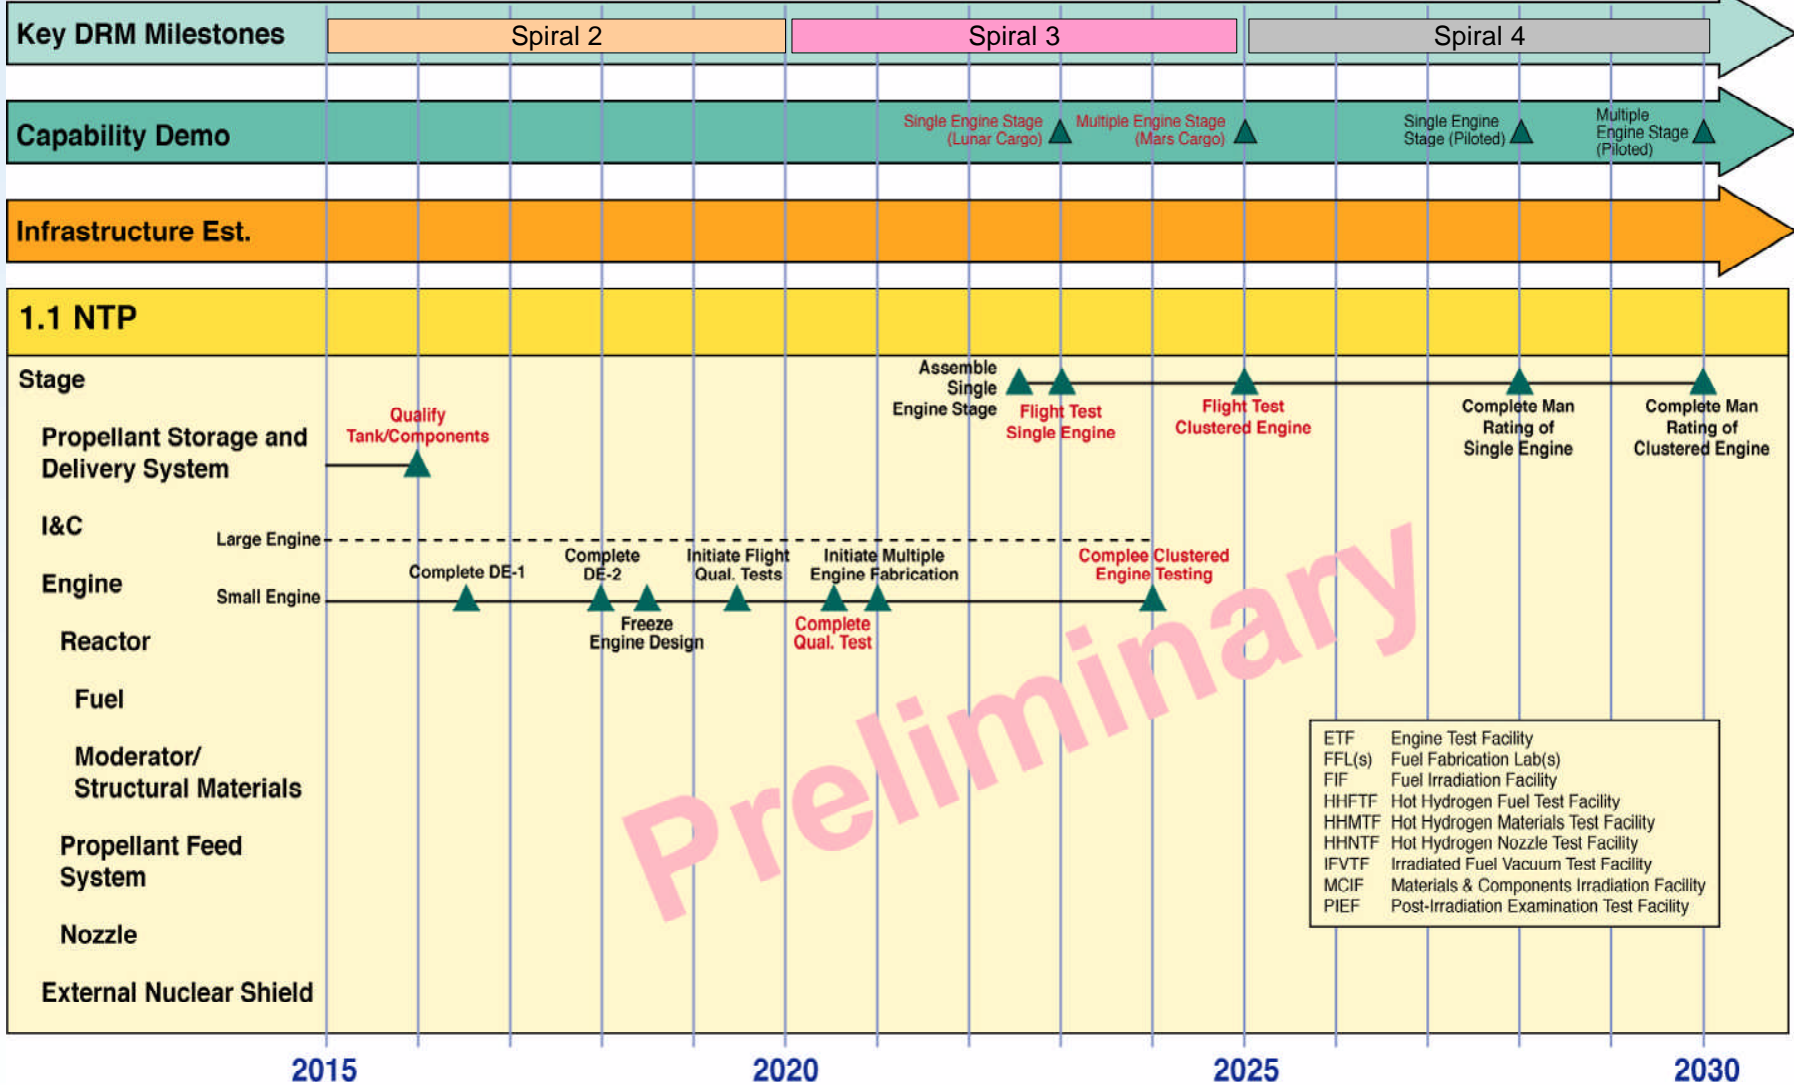 Key DRM Milestones
Spiral 2
Spiral 3
Spiral 4
Capability Demo
Single Engine Stage
(Lunar Cargo)
Multiple Engine Stage
(Mars Cargo)
Single Engine
Stage (Piloted)
Multiple
Engine Stage
(Piloted)
Infrastructure Est.
1.1 NTP
Stage
Assemble
Single
Engine Stage
Flight Test
Single Engine
Flight Test
Clustered Engine
Complete Man
Rating of
Single Engine
Complete Man
Rating of
Clustered Engine
Propellant Storage and
Delivery System
Qualify
Tank/Components
I&C
Large Engine
Engine
Small Engine
Complete DE-1
Complete
DE-2
Freeze
Engine Design
Initiate Flight
Qual. Tests
Complete
Qual. Test
Initiate Multiple
Engine Fabrication
Complee Clustered
Engine Testing
Reactor
Fuel
Moderator/
Structural Materials
Propellant Feed
System
Nozzle
External Nuclear Shield
Preliminary
ETF Engine Test Facility
FFL(s) Fuel Fabrication Lab(s)
FIF Fuel Irradiation Facility
HHFTF Hot Hydrogen Fuel Test Facility
HHMTF Hot Hydrogen Materials Test Facility
HHNTF Hot Hydrogen Nozzle Test Facility
IFVTF Irradiated Fuel Vacuum Test Facility
MCIF Materials & Components Irradiation Facility
PIEF Post-Irradiation Examination Test Facility
2015
2020
2025
2030